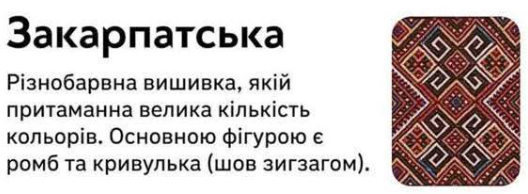 Закарпатська
Різнобарвна вишивка, якій
притаманна велика кількість
кольорів. Основною фігурою є
ромб та кривулька (шов зигзагом).